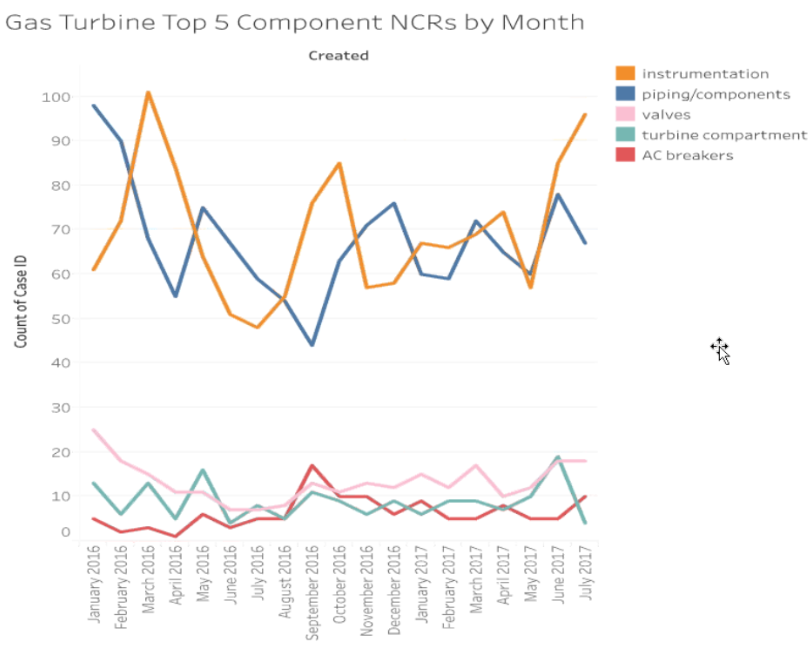 Gas Turbine Top 5 Component NCRs by Month
Created
instrumentation
piping/components
valves
turbine compartment
AC breakers
Count of Case ID
100
90
80
70
60
50
40
30
20
10
0
January 2016
February 2016
March 2016
April 2016
May 2016
June 2016
July 2016
August 2016
September 2016
October 2016
November 2016
December 2016
January 2017
February 2017
March 2017
April 2017
May 2017
June 2017
July 2017